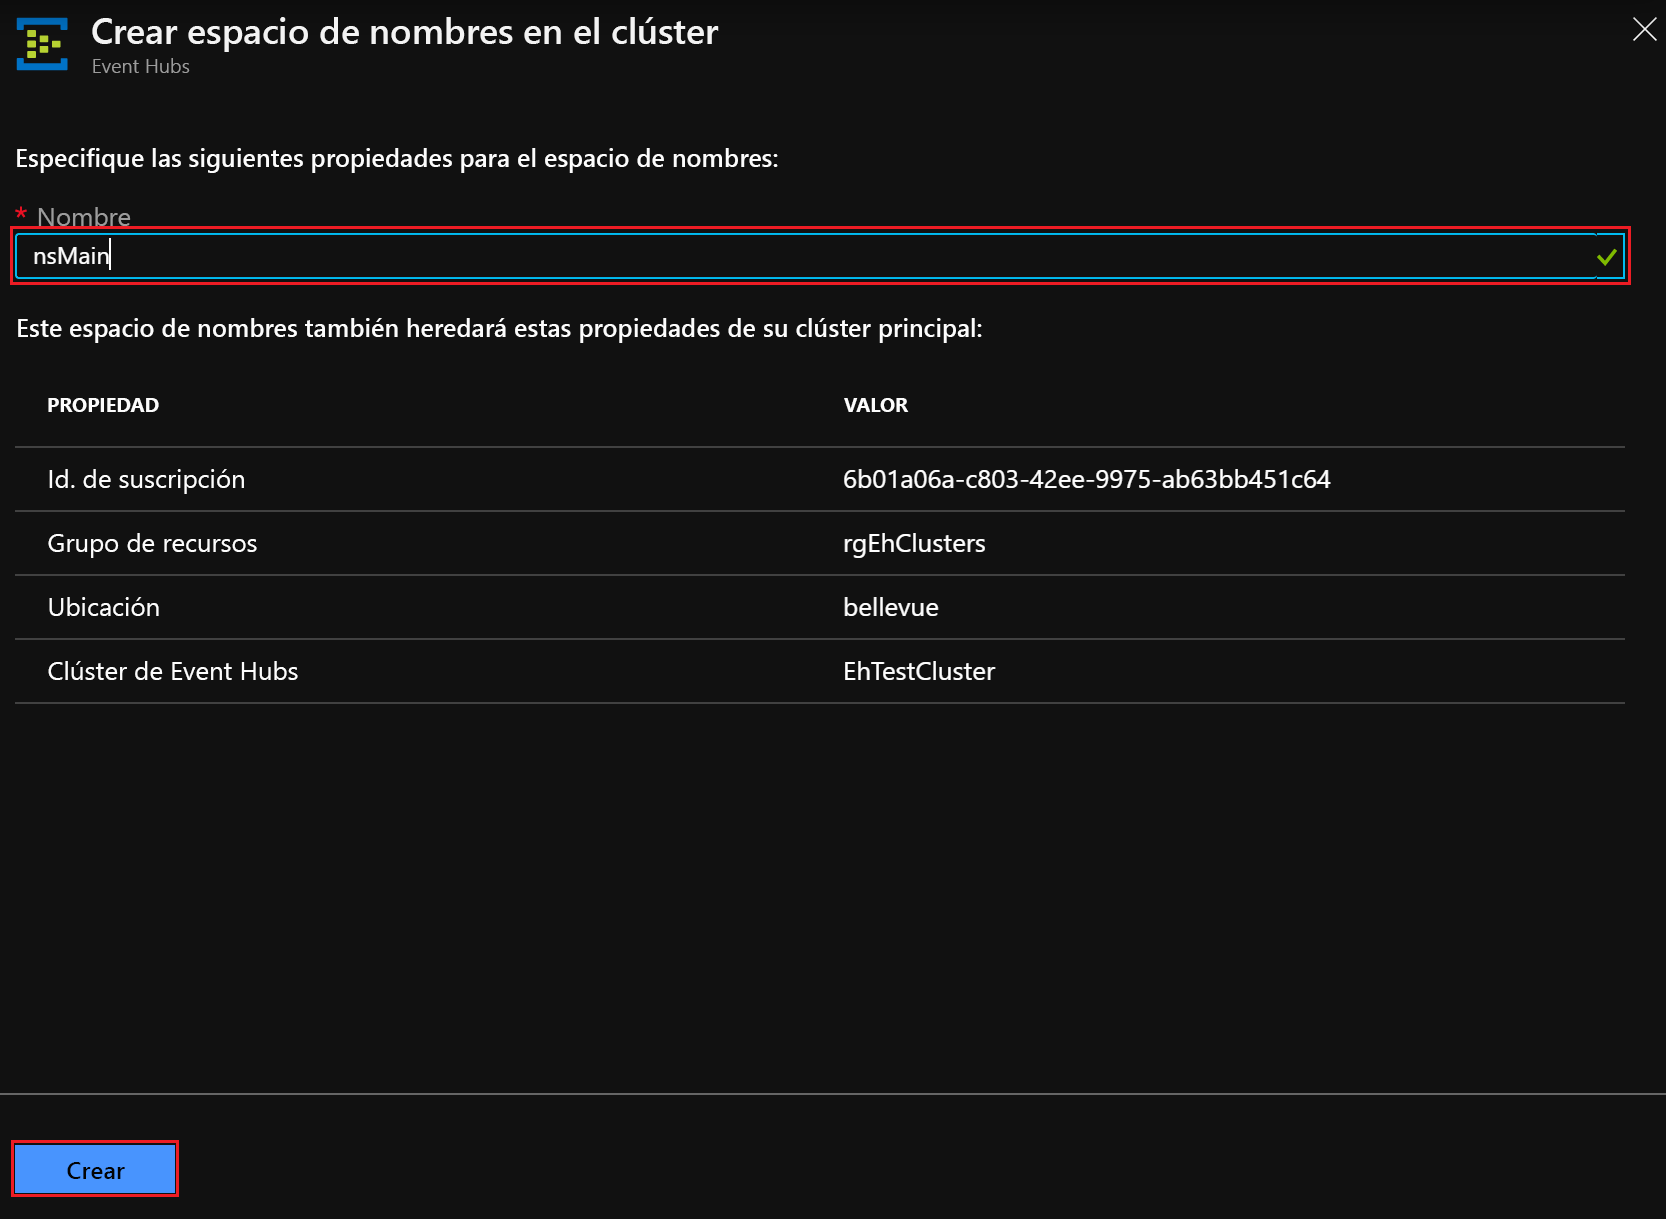 Crear espacio de nombres en el clúster
Event Hubs
Especifique las siguientes propiedades para el espacio de nombres:
* Nombre
nsMain
Este espacio de nombres también heredará estas propiedades de su clúster principal:
PROPIEDAD VALOR
Id. de suscripción 6b01a06a-c803-42ee-9975-ab63bb451c64
Grupo de recursos rgEhClusters
Ubicación bellevue
Clúster de Event Hubs EhTestCluster
Crear